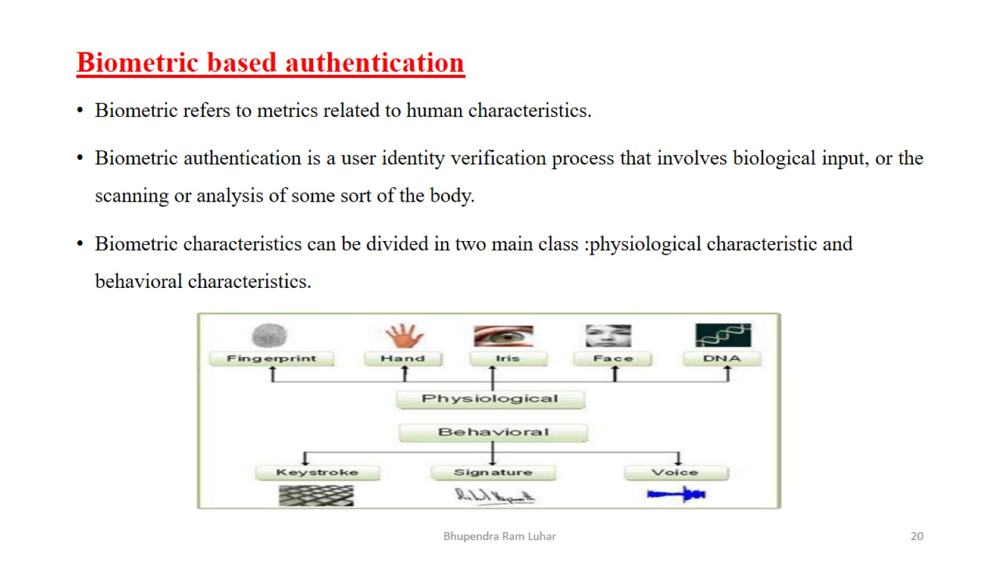 Biometric based authentication
• Biometric refers to metrics related to human characteristics.
• Biometric authentication is a user identity verification process that involves biological input, or the
scanning or analysis of some sort of the body.
• Biometric characteristics can be divided in two main class :physiological characteristic and
behavioral characteristics.
Fingerprint Hand Iris Face DNA
Physiological
Behavioral
Keystroke Signature Voice
Bhupendra Ram Luhar 20